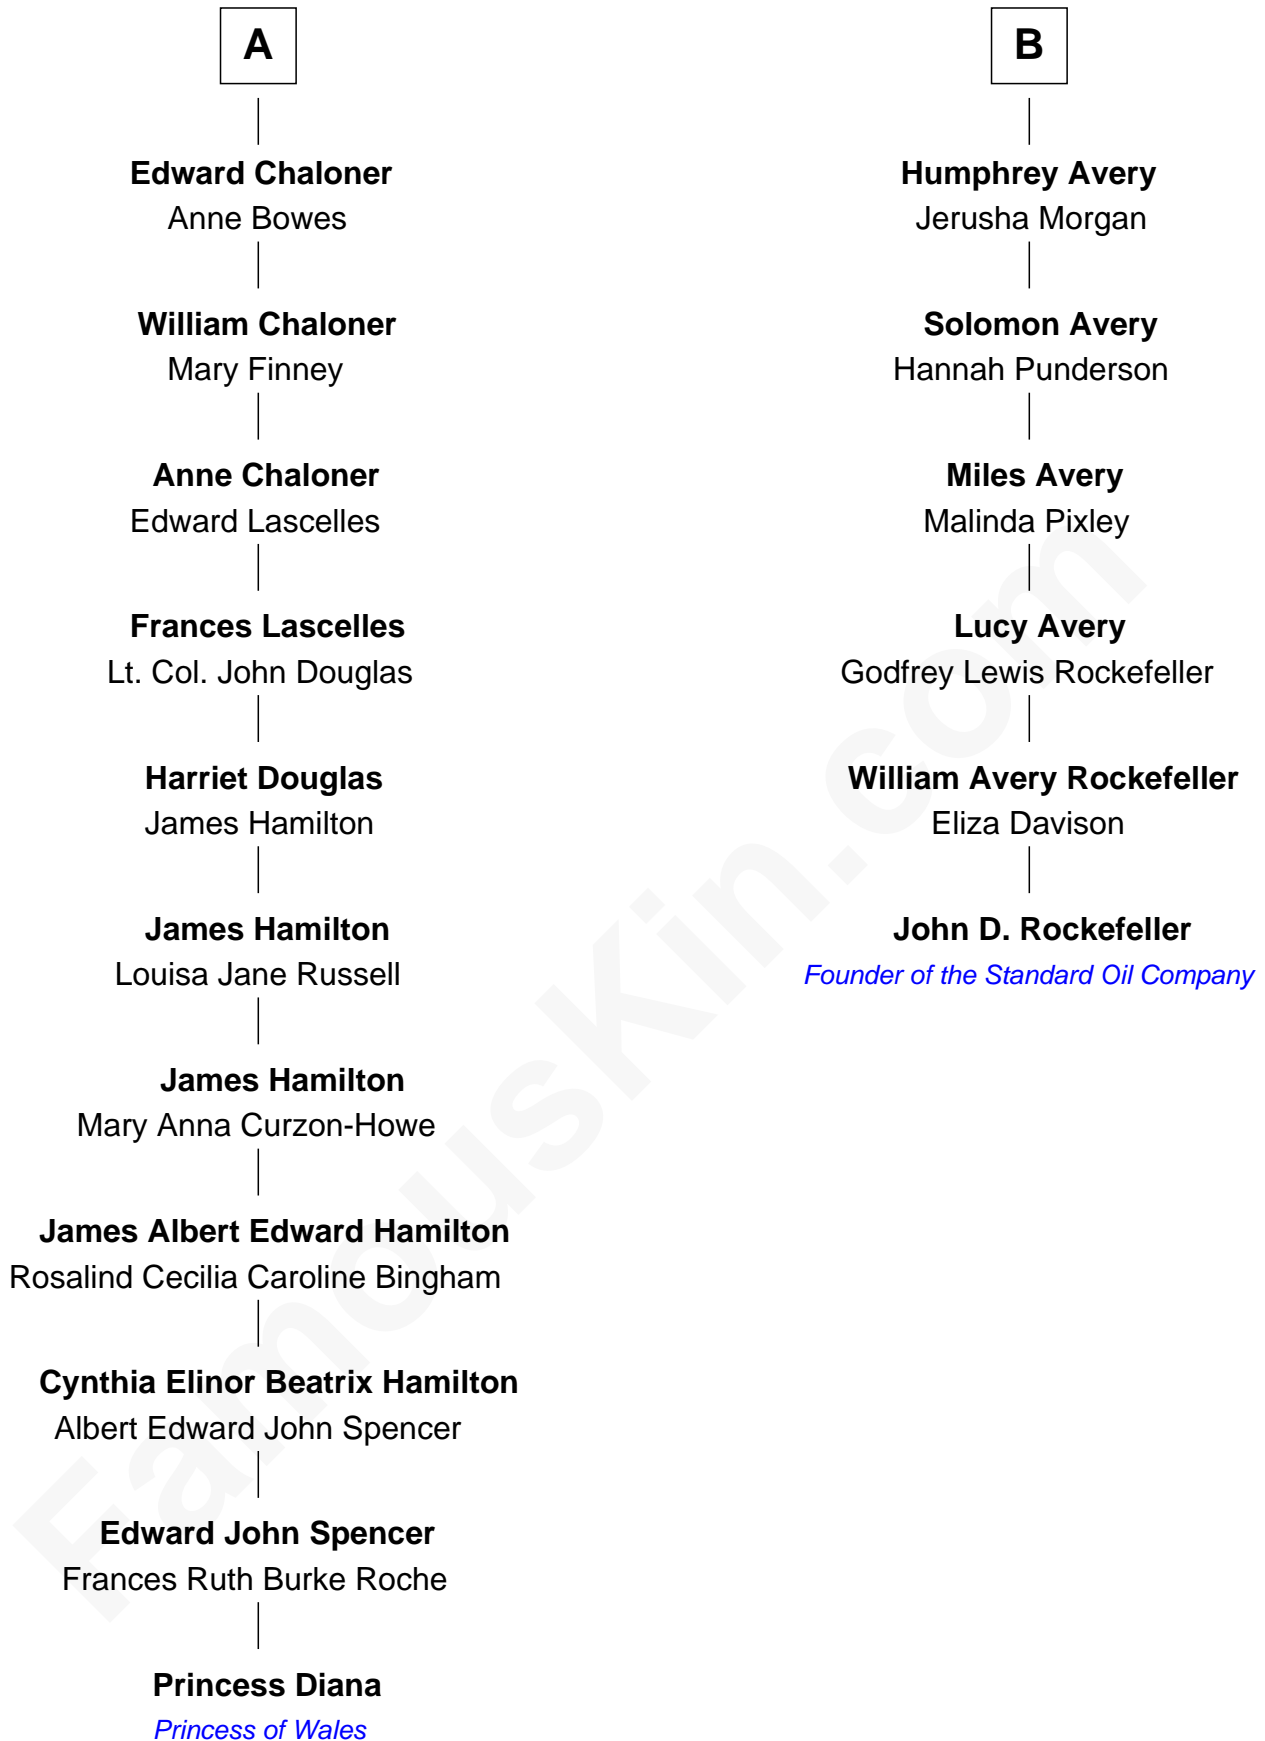 A
Edward Chaloner
Anne Bowes
William Chaloner
Mary Finney
Anne Chaloner
Edward Lascelles
Frances Lascelles
Lt. Col. John Douglas
Harriet Douglas
James Hamilton
James Hamilton
Louisa Jane Russell
James Hamilton
Mary Anna Curzon-Howe
James Albert Edward Hamilton
Rosalind Cecilia Caroline Bingham
Cynthia Elinor Beatrix Hamilton
Albert Edward John Spencer
Edward John Spencer
Frances Ruth Burke Roche
Princess Diana
Princess of Wales
B
Humphrey Avery
Jerusha Morgan
Solomon Avery
Hannah Punderson
Miles Avery
Malinda Pixley
Lucy Avery
Godfrey Lewis Rockefeller
William Avery Rockefeller
Eliza Davison
John D. Rockefeller
Founder of the Standard Oil Company
FamousKin.com